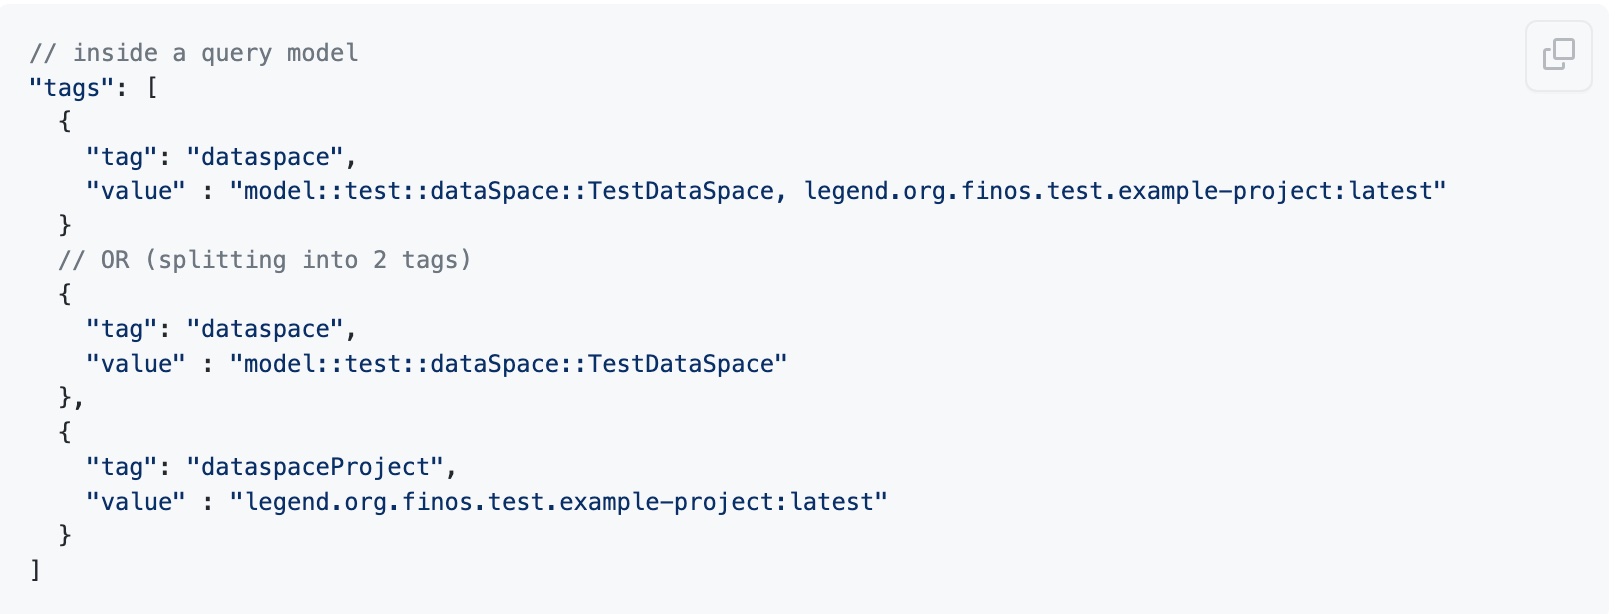 // inside a query model
"tags": [
  {
    "tag": "dataspace",
    "value" : "model::test::dataSpace::TestDataSpace, legend.org.finos.test.example-project:latest"
  }
  // OR (splitting into 2 tags)
  {
    "tag": "dataspace",
    "value" : "model::test::dataSpace::TestDataSpace"
  },
  {
    "tag": "dataspaceProject",
    "value" : "legend.org.finos.test.example-project:latest"
  }
]